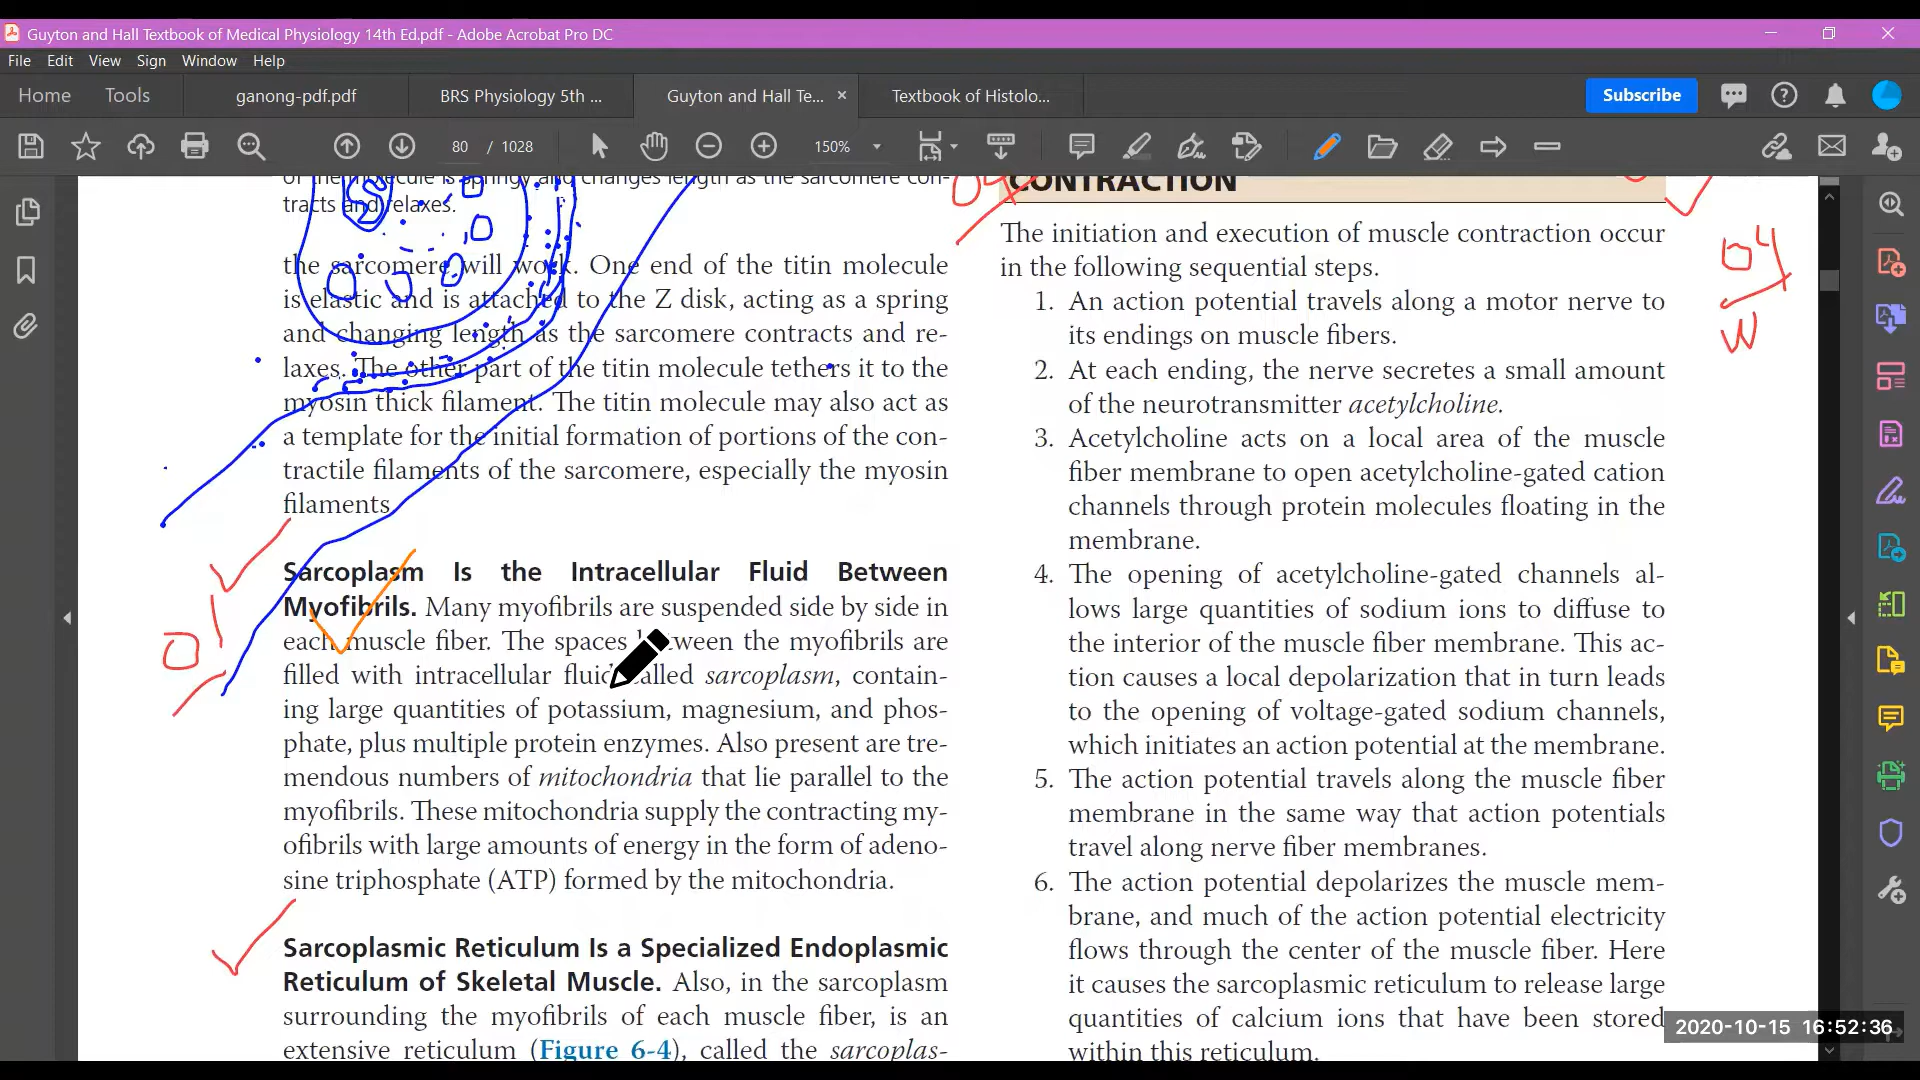 Guyton and Hall Textbook of Medical Physiology 14th Ed.pdf - Adobe Acrobat Pro DC
File Edit View Sign Window Help
Home Tools ganong-pdf.pdf BRS Physiology 5th ... Guyton and Hall Te... × Textbook of Histolo... Subscribe
80 / 1028 150%
of the molecule is springy and changes length as the sarcomere con-
tracts and relaxes.
the sarcomere will work. One end of the titin molecule
is elastic and is attached to the Z disk, acting as a spring
and changing length as the sarcomere contracts and re-
laxes. The other part of the titin molecule tethers it to the
myosin thick filament. The titin molecule may also act as
a template for the initial formation of portions of the con-
tractile filaments of the sarcomere, especially the myosin
filaments.
Sarcoplasm Is the Intracellular Fluid Between
Myofibrils. Many myofibrils are suspended side by side in
each muscle fiber. The spaces between the myofibrils are
filled with intracellular fluid called sarcoplasm, contain-
ing large quantities of potassium, magnesium, and phos-
phate, plus multiple protein enzymes. Also present are tre-
mendous numbers of mitochondria that lie parallel to the
myofibrils. These mitochondria supply the contracting my-
ofibrils with large amounts of energy in the form of adeno-
sine triphosphate (ATP) formed by the mitochondria.
01
Sarcoplasmic Reticulum Is a Specialized Endoplasmic
Reticulum of Skeletal Muscle. Also, in the sarcoplasm
surrounding the myofibrils of each muscle fiber, is an
extensive reticulum (Figure 6-4), called the sarcoplas-
04
CONTRACTION
The initiation and execution of muscle contraction occur
in the following sequential steps.
1. An action potential travels along a motor nerve to
its endings on muscle fibers.
2. At each ending, the nerve secretes a small amount
of the neurotransmitter acetylcholine.
3. Acetylcholine acts on a local area of the muscle
fiber membrane to open acetylcholine-gated cation
channels through protein molecules floating in the
membrane.
4. The opening of acetylcholine-gated channels al-
lows large quantities of sodium ions to diffuse to
the interior of the muscle fiber membrane. This ac-
tion causes a local depolarization that in turn leads
to the opening of voltage-gated sodium channels,
which initiates an action potential at the membrane.
5. The action potential travels along the muscle fiber
membrane in the same way that action potentials
travel along nerve fiber membranes.
6. The action potential depolarizes the muscle mem-
brane, and much of the action potential electricity
flows through the center of the muscle fiber. Here
it causes the sarcoplasmic reticulum to release large
quantities of calcium ions that have been stored
within this reticulum.
04
W
2020-10-15 16:52:36